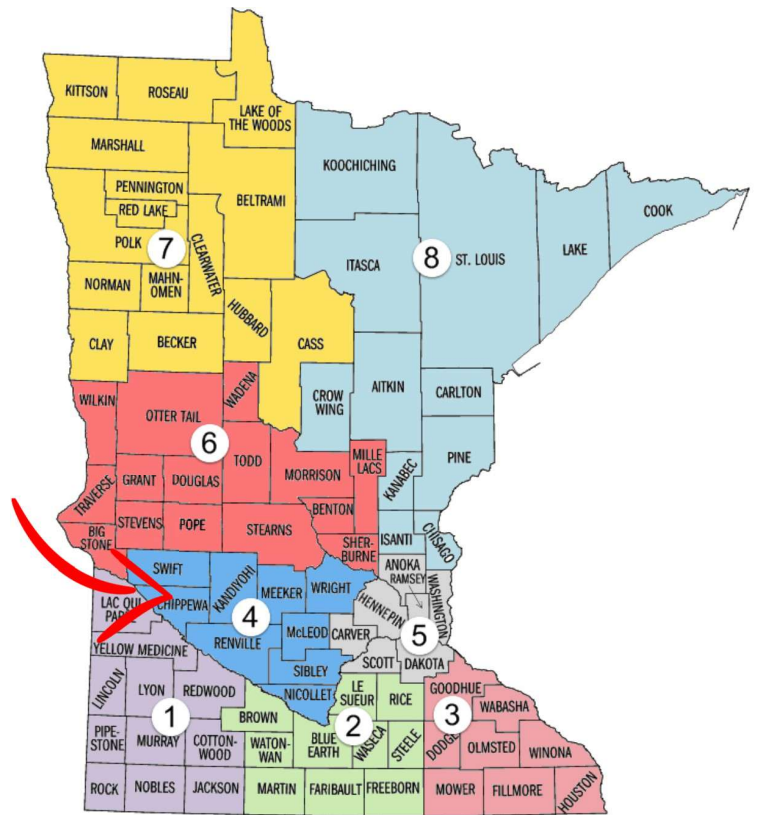 KITTSON
ROSEAU
LAKE OF
THE WOODS
MARSHALL
KOOCHICHING
PENNINGTON
BELTRAMI
RED LAKE
COOK
POLK
7
CLEARWATER
8
ST. LOUIS
LAKE
ITASCA
NORMAN
MAHN-
OMEN
HUBBARD
CLAY
BECKER
CASS
WADENA
CROW
WING
AITKIN
CARLTON
WILKIN
OTTER TAIL
6
TODD
MORRISON
MILLE
LACS
KANABEC
PINE
TRAVERSE
GRANT
DOUGLAS
BENTON
BIG
STONE
STEVENS
POPE
STEARNS
SHER-
BURNE
ISANTI
CHISAGO
SWIFT
KANDIYOHI
MEEKER
WRIGHT
ANOKA
RAMSEY
WASHINGTON
LAC QUI
PARLE
CHIPPEWA
4
HENNEPIN
5
YELLOW MEDICINE
RENVILLE
McLEOD
CARVER
SCOTT
DAKOTA
SIBLEY
LINCOLN
LYON
REDWOOD
NICOLLET
LE
SUEUR
RICE
GOODHUE
WABASHA
1
BROWN
2
3
PIPE-
STONE
MURRAY
COTTON-
WOOD
WATON-
WAN
BLUE
EARTH
WASECA
STEELE
DODGE
OLMSTED
WINONA
ROCK
NOBLES
JACKSON
MARTIN
FARIBAULT
FREEBORN
MOWER
FILLMORE
HOUSTON